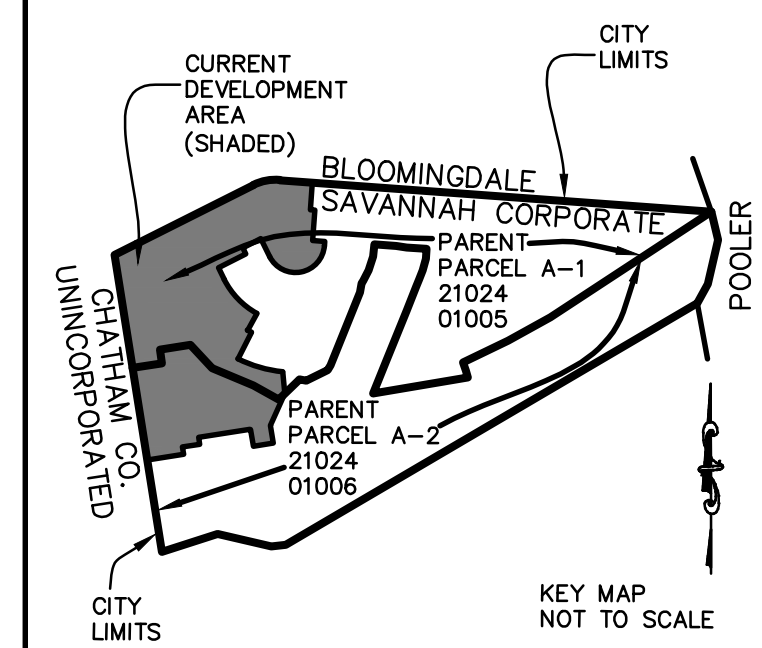 CITY
LIMITS
CURRENT
DEVELOPMENT
AREA
(SHADED)
BLOOMINGDALE
SAVANNAH CORPORATE
POOLER
PARENT
PARCEL A-1
21024
01005
CHATHAM CO.
UNINCORPORATED
PARENT
PARCEL A-2
21024
01006
CITY
LIMITS
KEY MAP
NOT TO SCALE